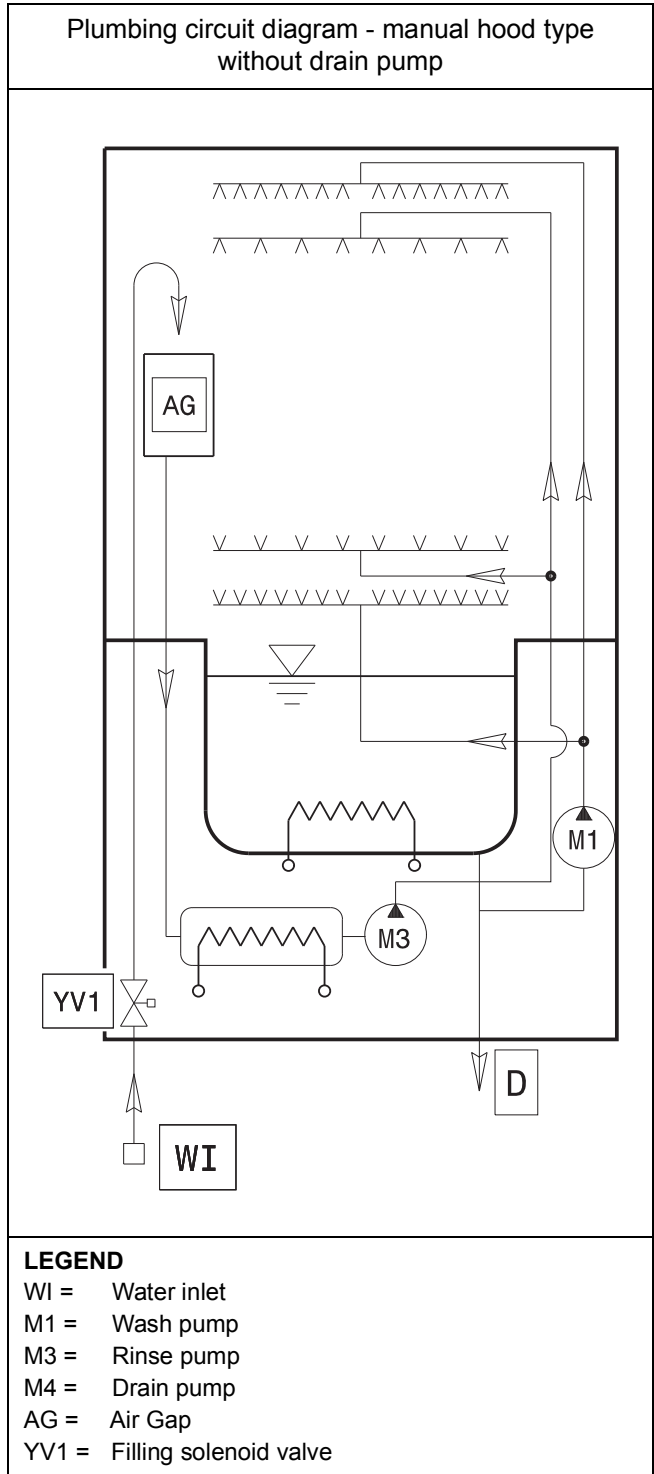 Plumbing circuit diagram - manual hood type
without drain pump
AG
M1
M3
YV1
D
WI
LEGEND
WI = Water inlet
M1 = Wash pump
M3 = Rinse pump
M4 = Drain pump
AG = Air Gap
YV1 = Filling solenoid valve